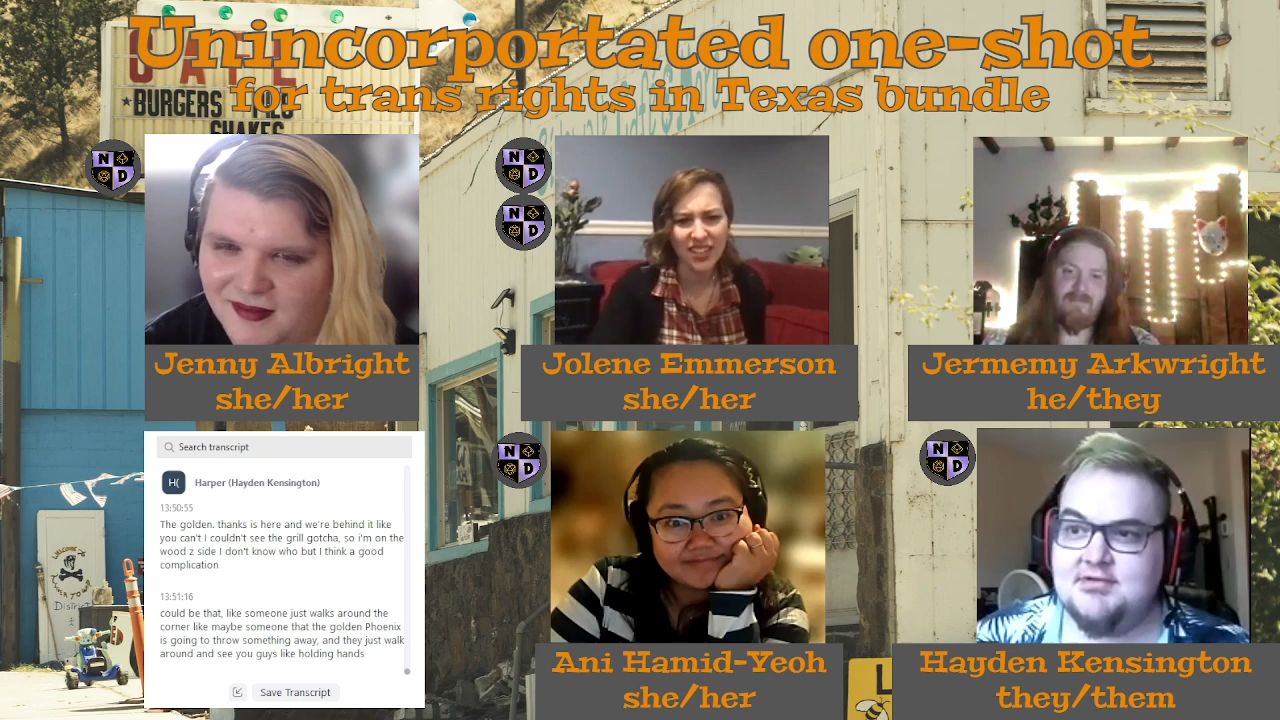 Unincorportated one-shot
for trans rights in Texas bundle
CAFE
★BURGERS PIES
SHAKES
N
D
N
D
N
D
Jenny Albright
she/her
Jolene Emmerson
she/her
Jermemy Arkwright
he/they
Search transcript
H( Harper (Hayden Kensington)
13:50:55
The golden. thanks is here and we're behind it like
you can't I couldn't see the grill gotcha, so i'm on the
wood z side I don't know who but I think a good
complication
13:51:16
could be that, like someone just walks around the
corner like maybe someone that the golden Phoenix
is going to throw something away, and they just walk
around and see you guys like holding hands
Save Transcript
N
D
N
D
Ani Hamid-Yeoh
she/her
Hayden Kensington
they/them
WELCOME
District
L